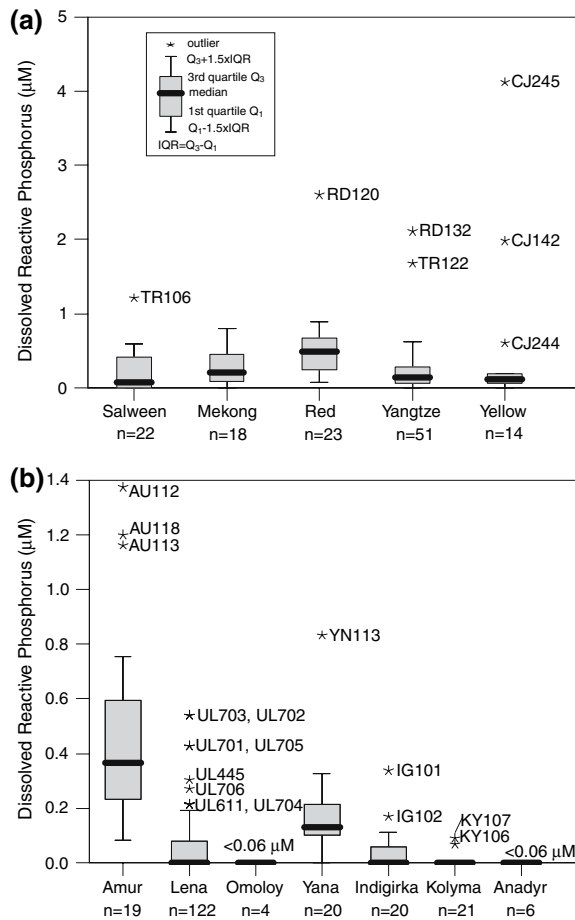 (a)
Dissolved Reactive Phosphorus (μM)
5
4
3
2
1
0
* outlier
Q3+1.5xIQR
3rd quartile Q3
median
1st quartile Q1
Q1-1.5xIQR
IQR=Q3-Q1
CJ245
RD120
RD132
CJ142
TR122
TR106
CJ244
Salween Mekong Red Yangtze Yellow
n=22 n=18 n=23 n=51 n=14
(b)
Dissolved Reactive Phosphorus (μM)
1.4
1.2
1.0
0.8
0.6
0.4
0.2
0.0
AU112
AU118
AU113
YN113
UL703, UL702
UL701, UL705
UL445
UL706
UL611, UL704
IG101
IG102
KY107
KY106
<0.06 μM
<0.06 μM
Amur Lena Omoloy Yana Indigirka Kolyma Anadyr
n=19 n=122 n=4 n=20 n=20 n=21 n=6